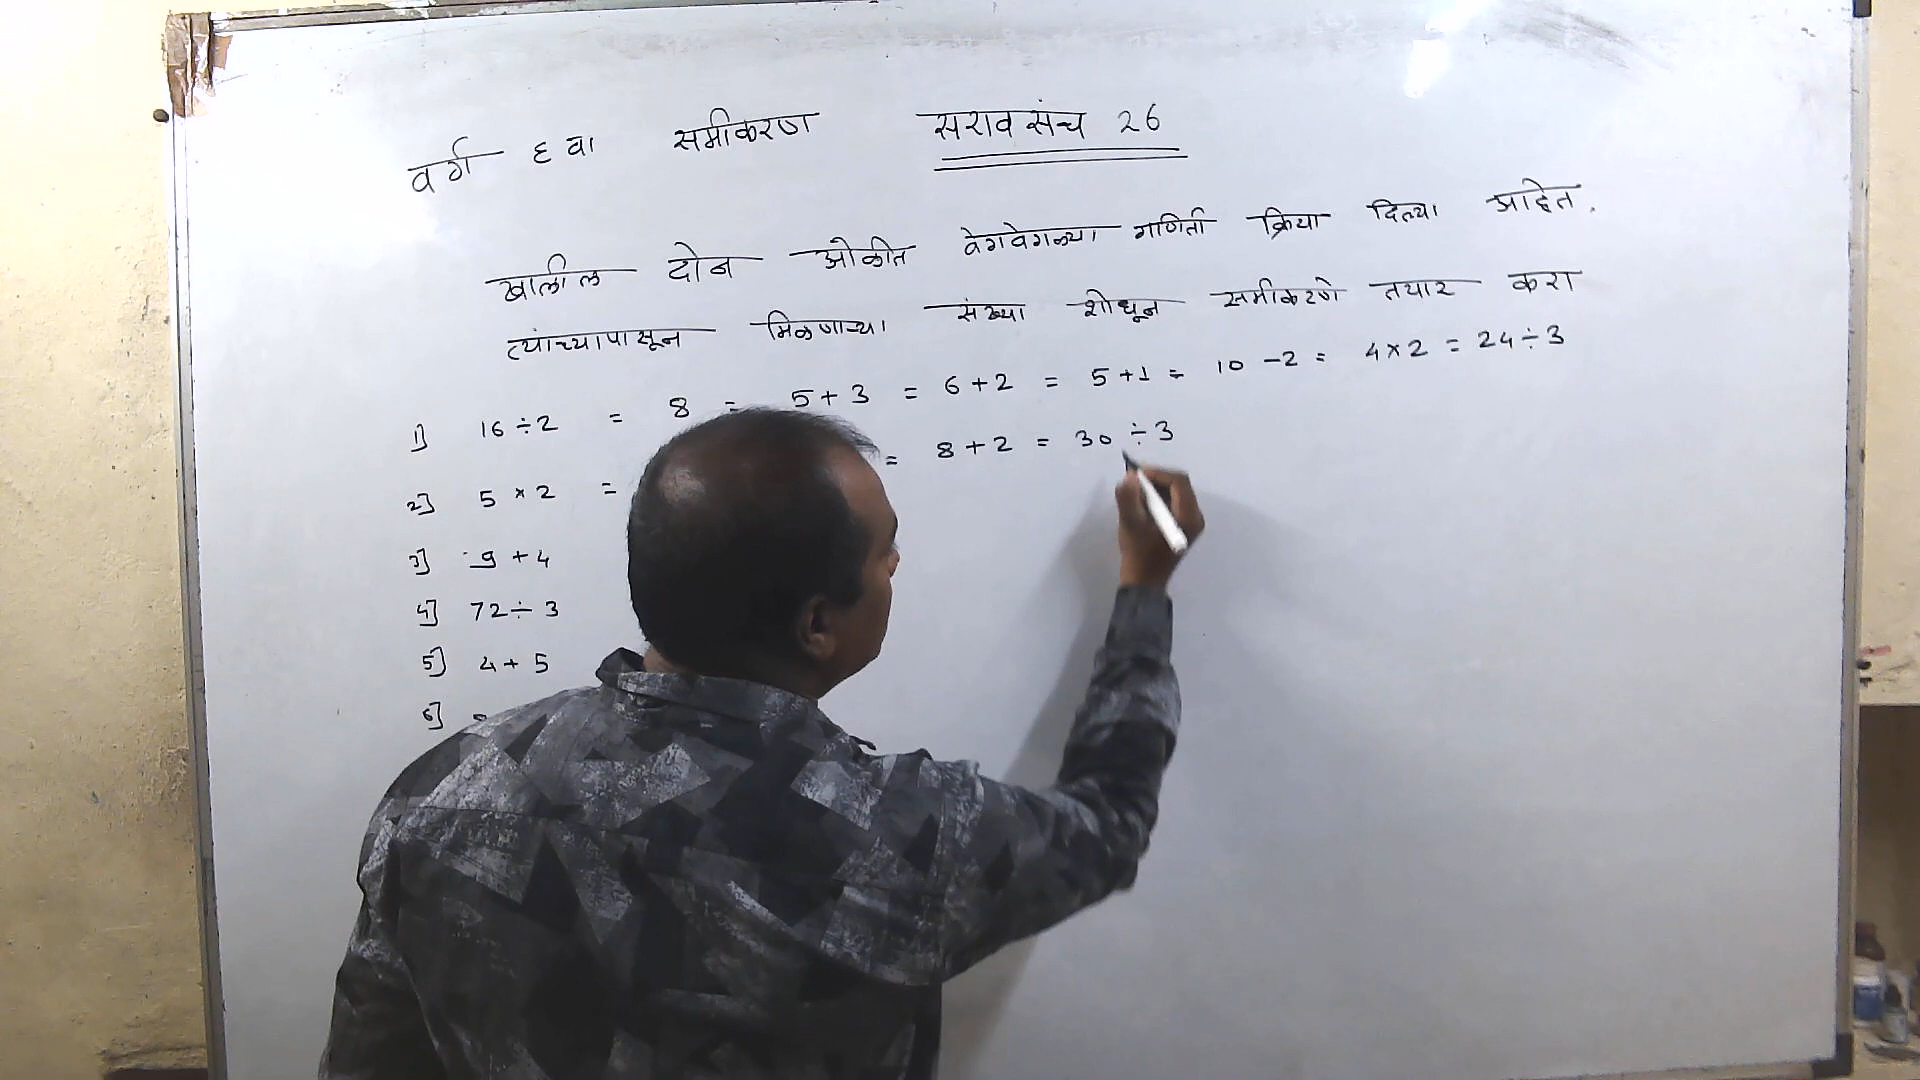 वर्ग ६ वा समीकरण सरावसंच 26
खालील दोन ओळीत वेगवेगळ्या गणिती क्रिया दिल्या आहेत.
त्यांच्यापासून मिळणाऱ्या संख्या शोधून समीकरणे तयार करा
1] 16 ÷ 2 = 8 = 5 + 3 = 6 + 2 = 5 + 1 = 10 - 2 = 4 × 2 = 24 ÷ 3
2] 5 × 2 = = 8 + 2 = 30 ÷ 3
3] 9 + 4
4] 72 ÷ 3
5] 4 + 5
6]